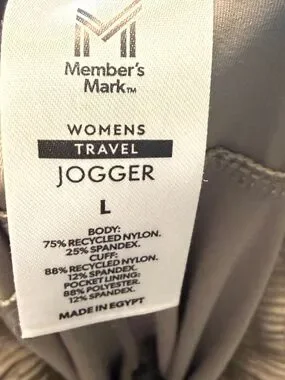 Member's
Mark™
WOMENS
TRAVEL
JOGGER
L
BODY:
75% RECYCLED NYLON.
25% SPANDEX.
CUFF:
88% RECYCLED NYLON.
12% SPANDEX.
POCKET LINING:
88% POLYESTER.
12% SPANDEX.
MADE IN EGYPT